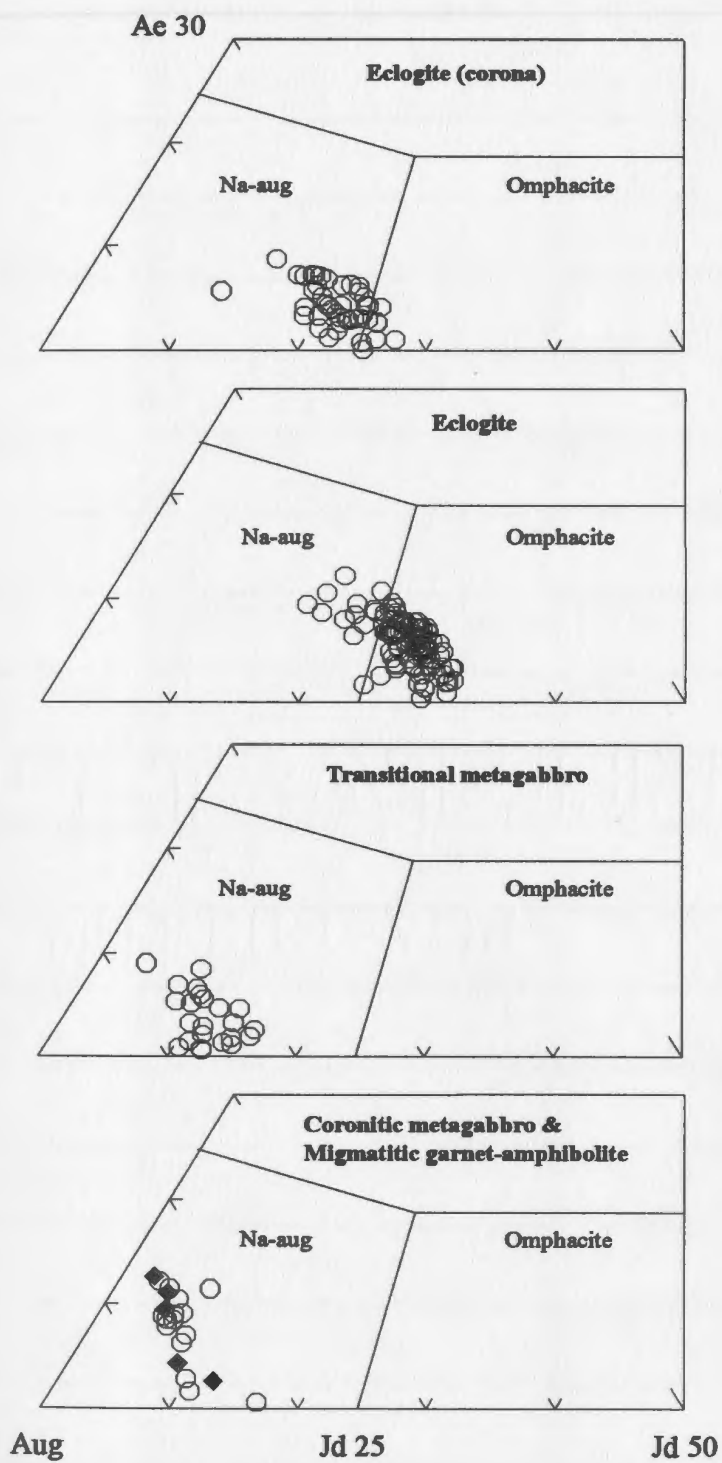 Ae 30
Eclogite (corona)
Na-aug
Omphacite
Eclogite
Na-aug
Omphacite
Transitional metagabbro
Na-aug
Omphacite
Coronitic metagabbro &
Migmatitic garnet-amphibolite
Na-aug
Omphacite
Aug
Jd 25
Jd 50